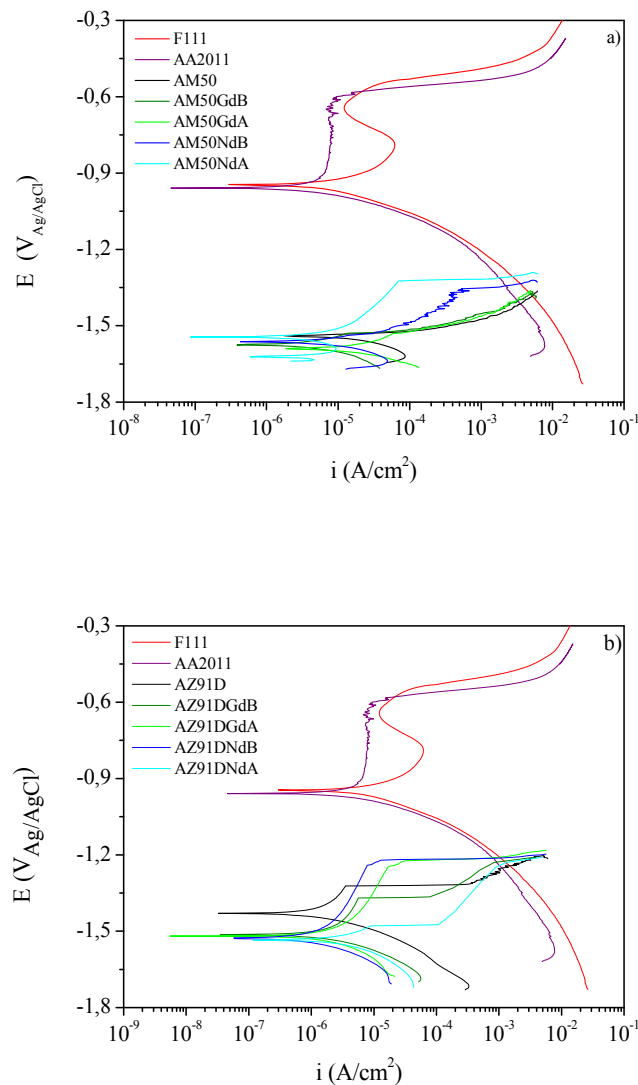 a)
F111
AA2011
AM50
AM50GdB
AM50GdA
AM50NdB
AM50NdA
-0,3
-0,6
-0,9
-1,2
-1,5
-1,8
E (V_Ag/AgCl)
10^-8 10^-7 10^-6 10^-5 10^-4 10^-3 10^-2 10^-1
i (A/cm^2)
b)
F111
AA2011
AZ91D
AZ91DGdB
AZ91DGdA
AZ91DNdB
AZ91DNdA
-0,3
-0,6
-0,9
-1,2
-1,5
-1,8
E (V_Ag/AgCl)
10^-9 10^-8 10^-7 10^-6 10^-5 10^-4 10^-3 10^-2 10^-1
i (A/cm^2)